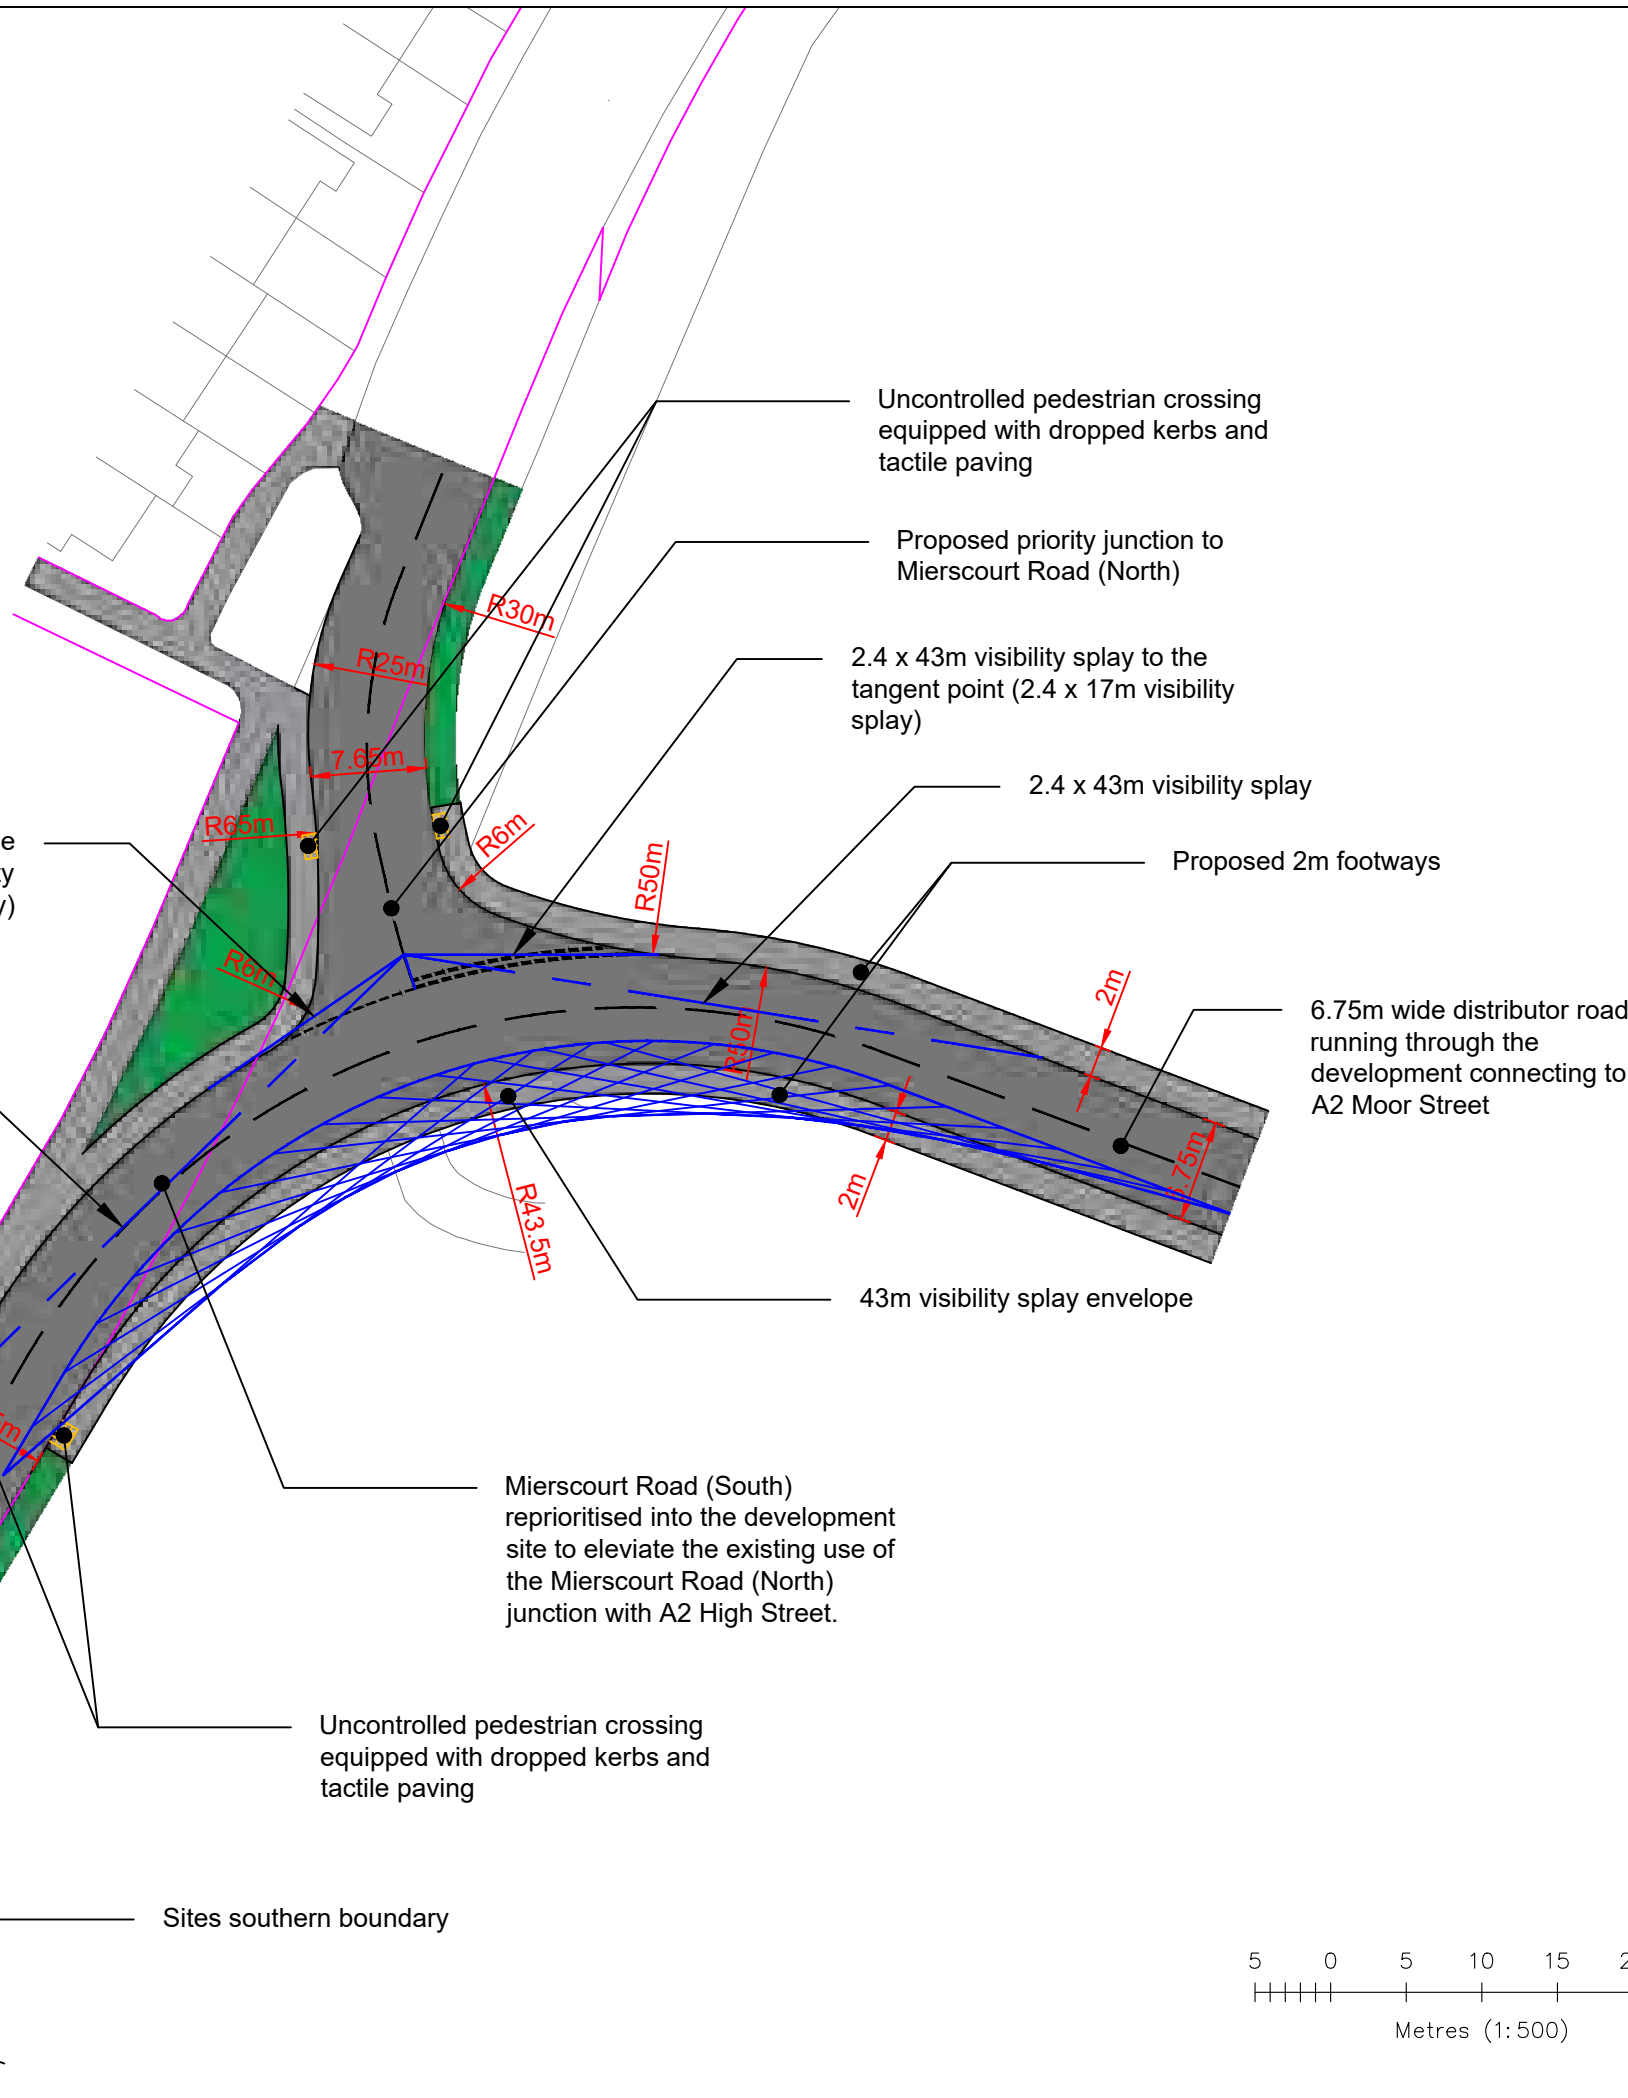 Uncontrolled pedestrian crossing
equipped with dropped kerbs and
tactile paving
Proposed priority junction to
Mierscourt Road (North)
R30m
R25m
2.4 x 43m visibility splay to the
tangent point (2.4 x 17m visibility
splay)
7.65m
2.4 x 43m visibility splay
R65m
R6m
R50m
Proposed 2m footways
e
y)
R6m
2m
R50m
6.75m wide distributor road
running through the
development connecting to
A2 Moor Street
6.75m
2m
R43.5m
43m visibility splay envelope
Mierscourt Road (South)
reprioritised into the development
site to eleviate the existing use of
the Mierscourt Road (North)
junction with A2 High Street.
Uncontrolled pedestrian crossing
equipped with dropped kerbs and
tactile paving
Sites southern boundary
5 0 5 10 15
Metres (1:500)